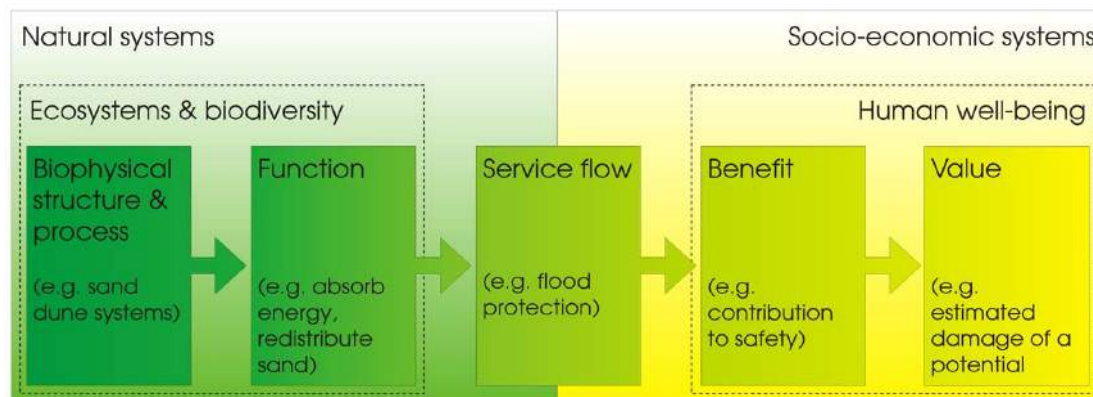 Natural systems
Socio-economic systems
Ecosystems & biodiversity
Human well-being
Biophysical
structure &
process
(e.g. sand
dune systems)
Function
(e.g. absorb
energy,
redistribute
sand)
Service flow
(e.g. flood
protection)
Benefit
(e.g.
contribution
to safety)
Value
(e.g.
estimated
damage of a
potential